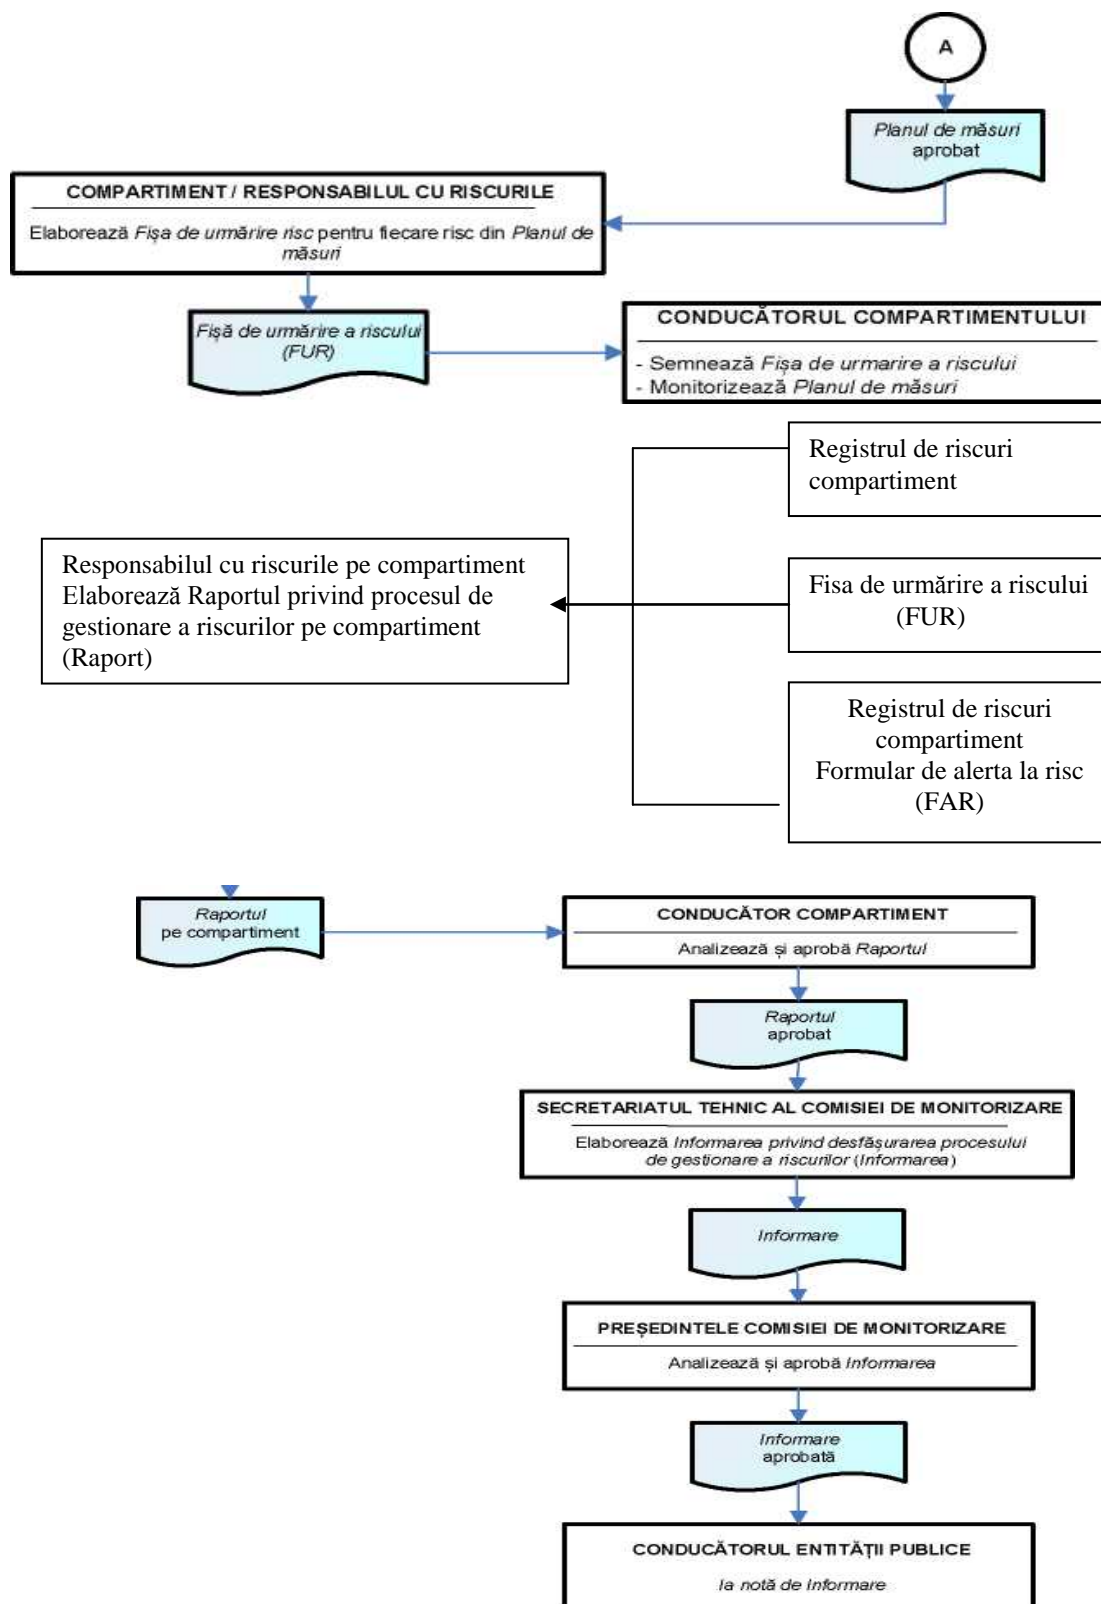 A
Planul de măsuri
aprobat
COMPARTIMENT / RESPONSABILUL CU RISCURILE
Elaborează Fișa de urmărire risc pentru fiecare risc din Planul de
măsuri
Fișă de urmărire a riscului
(FUR)
CONDUCĂTORUL COMPARTIMENTULUI
- Semnează Fișa de urmarire a riscului
- Monitorizează Planul de măsuri
Registrul de riscuri
compartiment
Responsabilul cu riscurile pe compartiment
Elaborează Raportul privind procesul de
gestionare a riscurilor pe compartiment
(Raport)
Fisa de urmărire a riscului
(FUR)
Registrul de riscuri
compartiment
Formular de alerta la risc
(FAR)
Raportul
pe compartiment
CONDUCĂTOR COMPARTIMENT
Analizează și aprobă Raportul
Raportul
aprobat
SECRETARIATUL TEHNIC AL COMISIEI DE MONITORIZARE
Elaborează Informarea privind desfășurarea procesului
de gestionare a riscurilor (Informarea)
Informare
PREȘEDINTELE COMISIEI DE MONITORIZARE
Analizează și aprobă Informarea
Informare
aprobată
CONDUCĂTORUL ENTITĂȚII PUBLICE
Ia notă de Informare